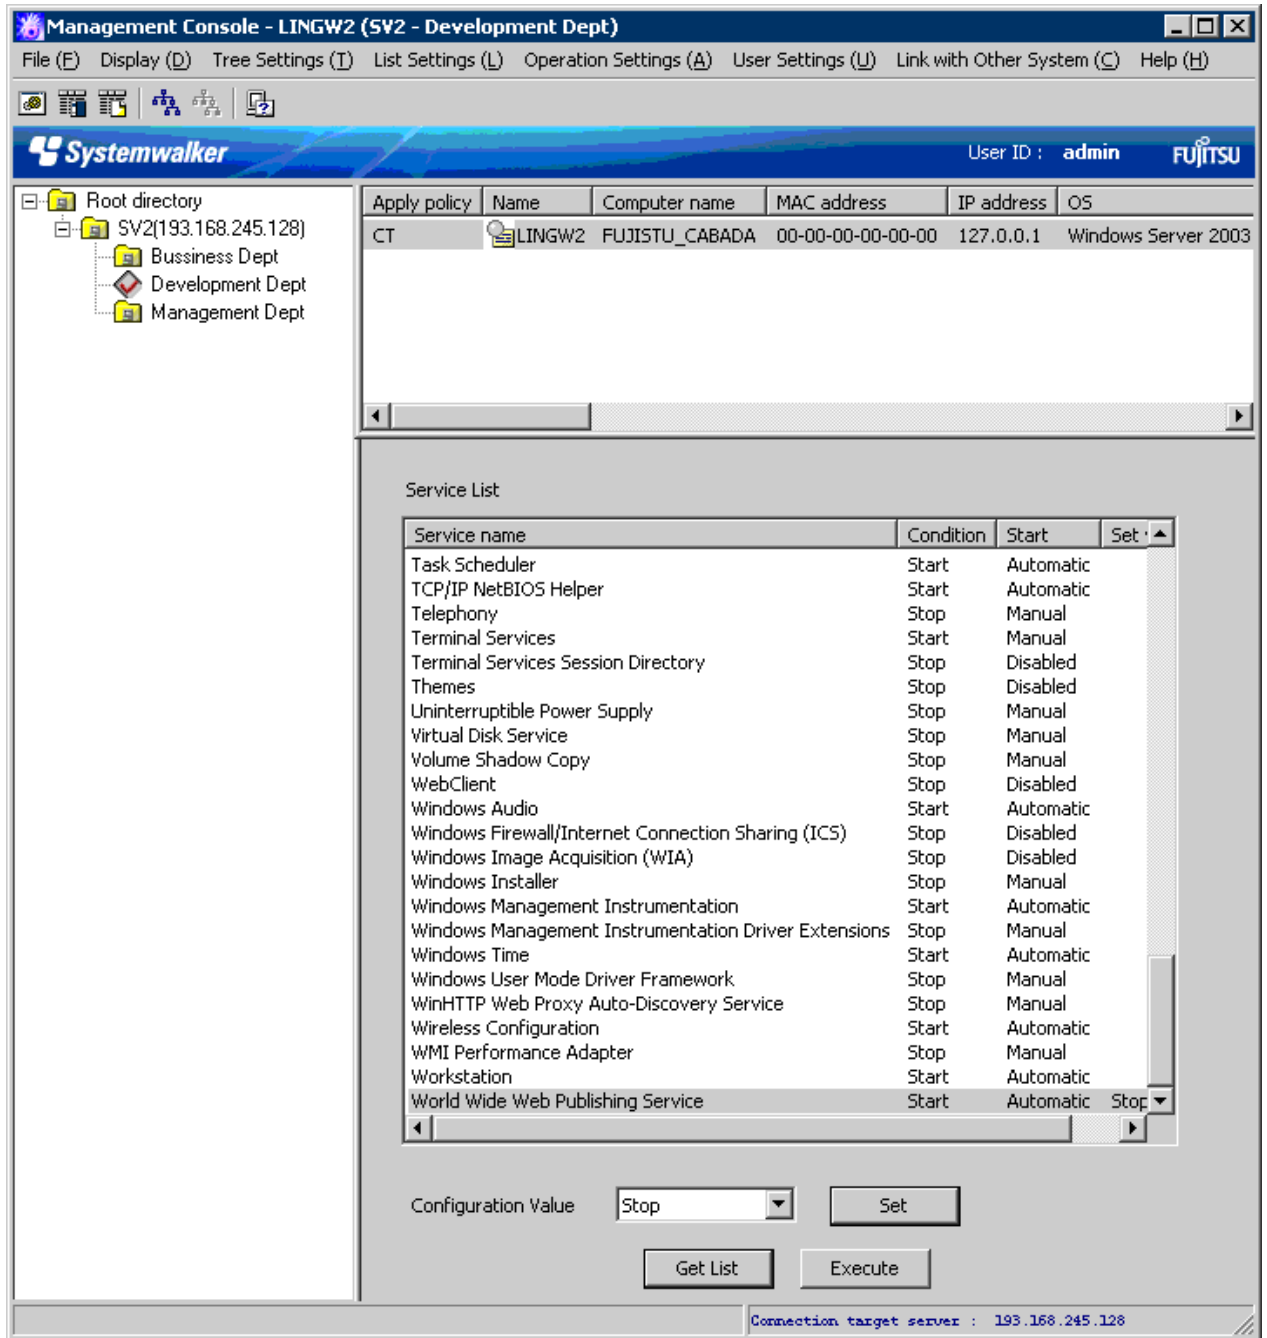 Management Console - LINGW2 (SV2 - Development Dept)
File (F) Display (D) Tree Settings (T) List Settings (L) Operation Settings (A) User Settings (U) Link with Other System (C) Help (H)
Systemwalker User ID : admin FUJITSU
Root directory
SV2(193.168.245.128)
Bussiness Dept
Development Dept
Management Dept
Apply policy Name Computer name MAC address IP address OS
CT LINGW2 FUJISTU_CABADA 00-00-00-00-00-00 127.0.0.1 Windows Server 2003
Service List
Service name Condition Start Set
Task Scheduler Start Automatic
TCP/IP NetBIOS Helper Start Automatic
Telephony Stop Manual
Terminal Services Start Manual
Terminal Services Session Directory Stop Disabled
Themes Stop Disabled
Uninterruptible Power Supply Stop Manual
Virtual Disk Service Stop Manual
Volume Shadow Copy Stop Manual
WebClient Stop Disabled
Windows Audio Start Automatic
Windows Firewall/Internet Connection Sharing (ICS) Stop Disabled
Windows Image Acquisition (WIA) Stop Disabled
Windows Installer Stop Manual
Windows Management Instrumentation Start Automatic
Windows Management Instrumentation Driver Extensions Stop Manual
Windows Time Start Automatic
Windows User Mode Driver Framework Stop Manual
WinHTTP Web Proxy Auto-Discovery Service Stop Manual
Wireless Configuration Start Automatic
WMI Performance Adapter Stop Manual
Workstation Start Automatic
World Wide Web Publishing Service Start Automatic Stop
Configuration Value Stop Set
Get List Execute
Connection target server : 193.168.245.128